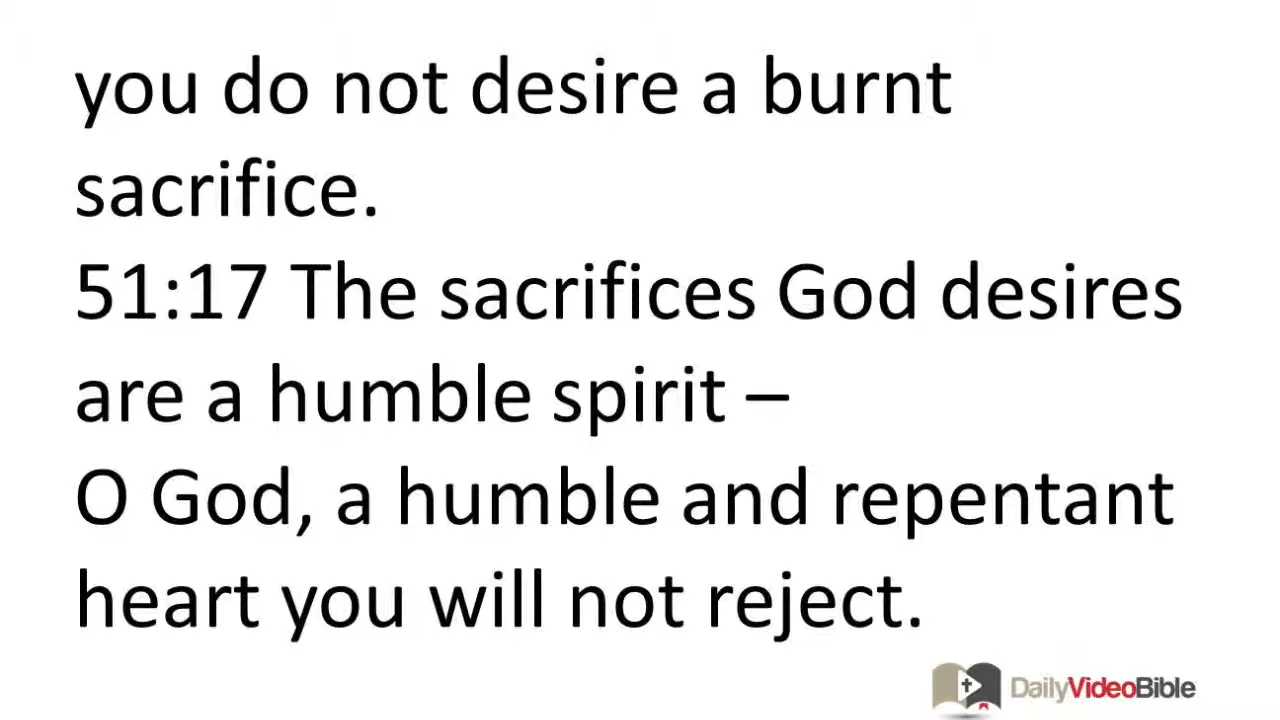 you do not desire a burnt
sacrifice.
51:17 The sacrifices God desires
are a humble spirit –
O God, a humble and repentant
heart you will not reject.
DailyVideoBible